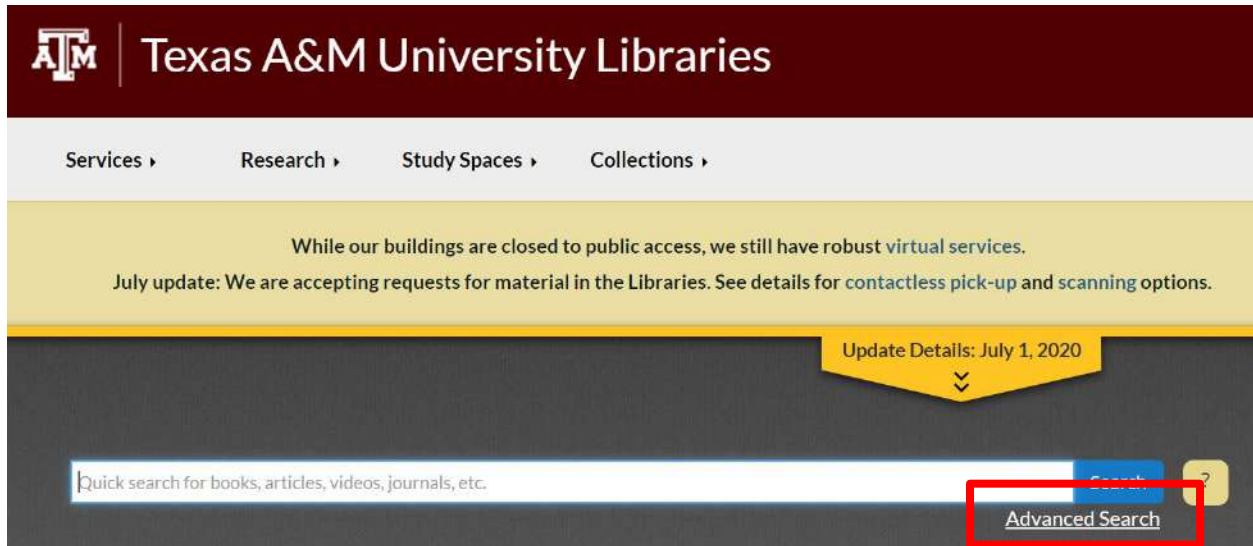 ATM | Texas A&M University Libraries
Services Research Study Spaces Collections
While our buildings are closed to public access, we still have robust virtual services.
July update: We are accepting requests for material in the Libraries. See details for contactless pick-up and scanning options.
Update Details: July 1, 2020
Quick search for books, articles, videos, journals, etc. Search ?
Advanced Search